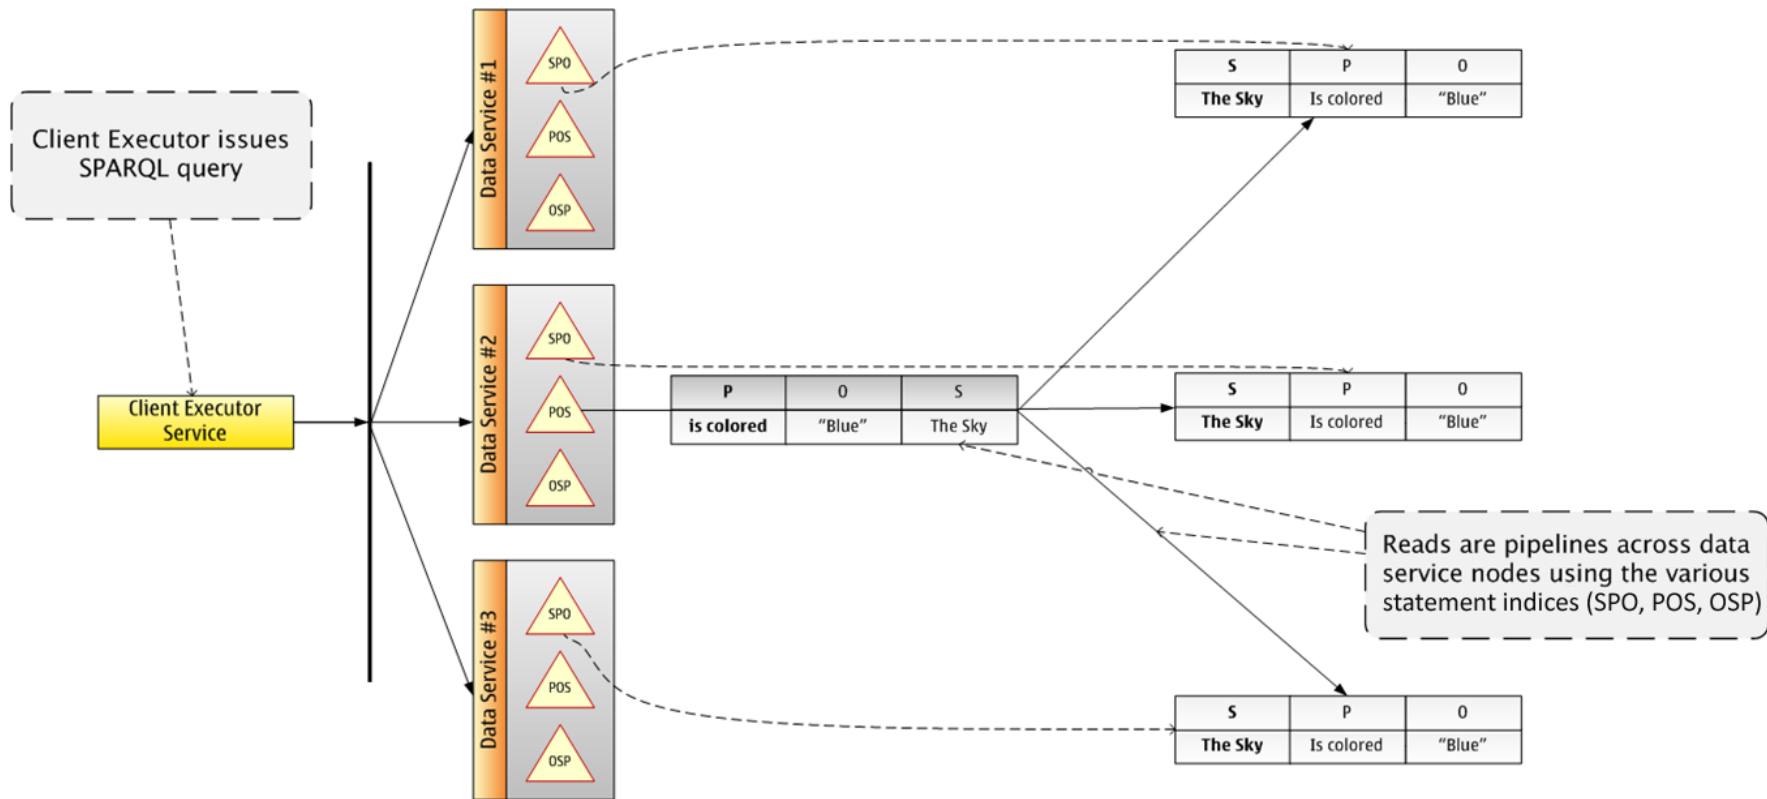 Client Executor issues
SPARQL query
Client Executor
Service
Data Service #1
SPO
POS
OSP
Data Service #2
SPO
POS
OSP
Data Service #3
SPO
POS
OSP
P O S
is colored “Blue” The Sky
S P O
The Sky Is colored “Blue”
S P O
The Sky Is colored “Blue”
S P O
The Sky Is colored “Blue”
Reads are pipelines across data
service nodes using the various
statement indices (SPO, POS, OSP)